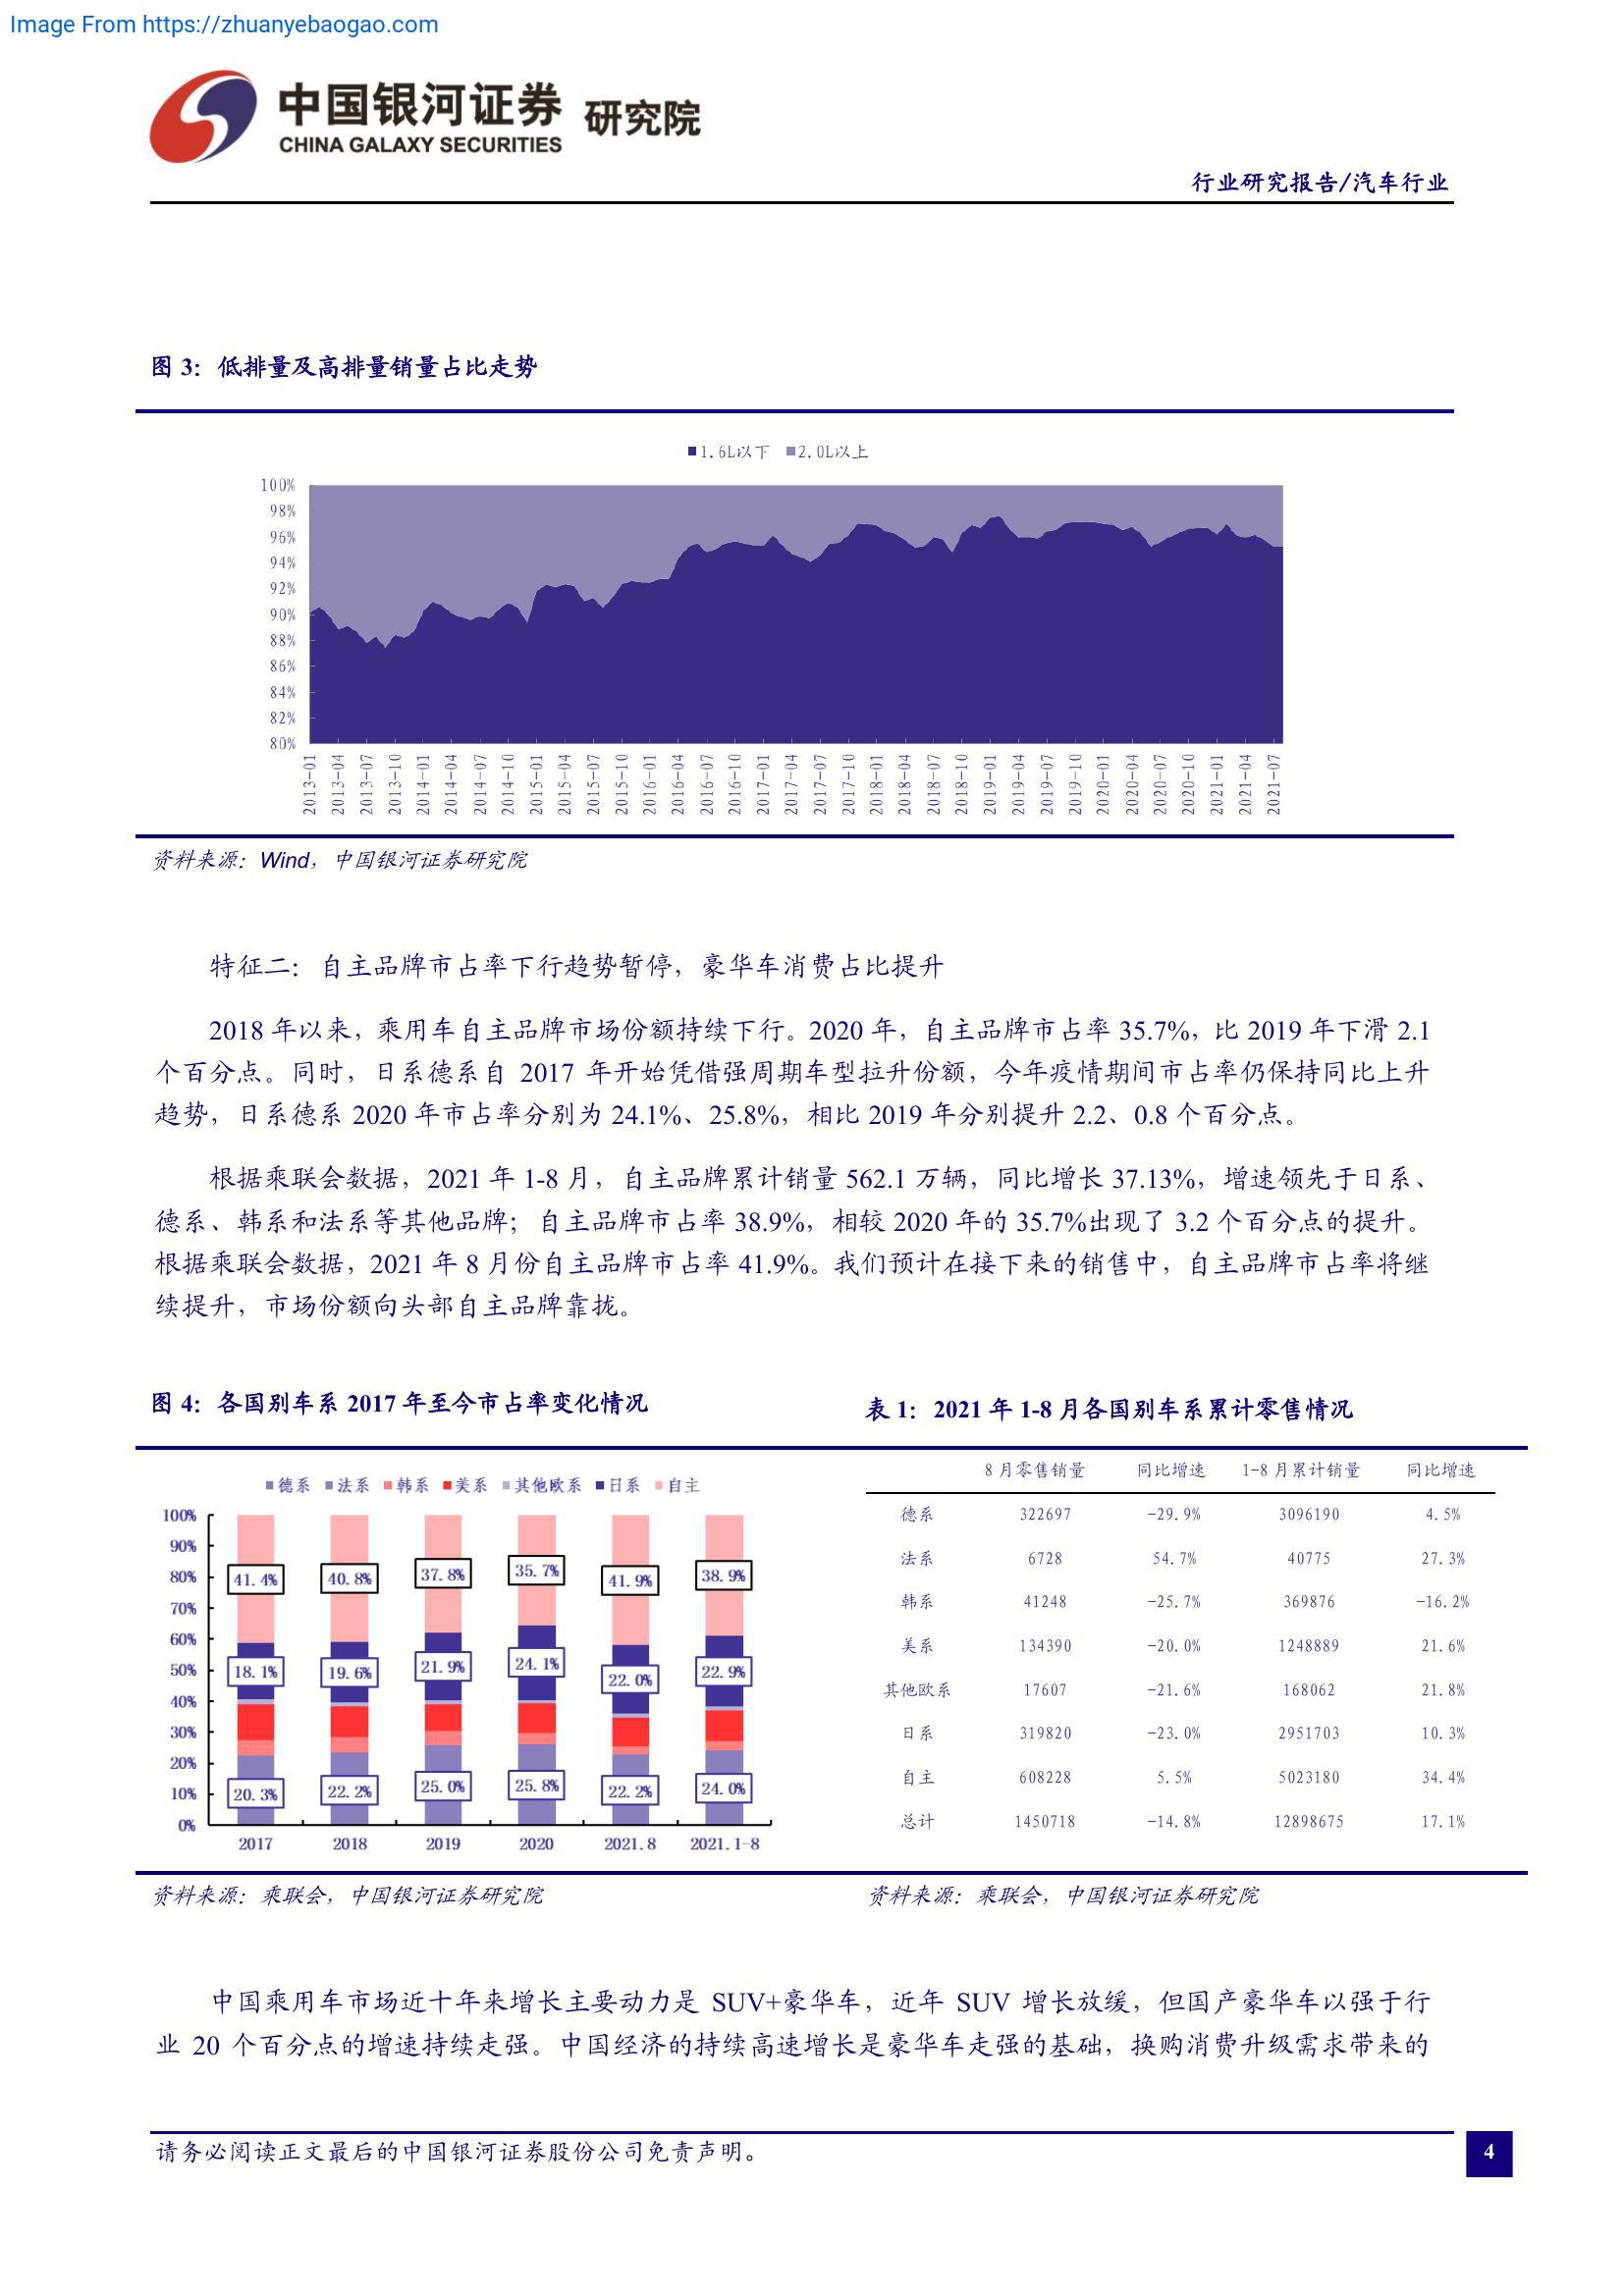 Image From https://zhuanyebaogao.com
中国银河证券 研究院
CHINA GALAXY SECURITIES
行业研究报告/汽车行业
图 3：低排量及高排量销量占比走势
1.6L以下 2.0L以上
100%
98%
96%
94%
92%
90%
88%
86%
84%
82%
80%
2013-01 2013-04 2013-07 2013-10 2014-01 2014-04 2014-07 2014-10 2015-01 2015-04 2015-07 2015-10 2016-01 2016-04 2016-07 2016-10 2017-01 2017-04 2017-07 2017-10 2018-01 2018-04 2018-07 2018-10 2019-01 2019-04 2019-07 2019-10 2020-01 2020-04 2020-07 2020-10 2021-01 2021-04 2021-07
资料来源：Wind，中国银河证券研究院
特征二：自主品牌市占率下行趋势暂停，豪华车消费占比提升
2018 年以来，乘用车自主品牌市场份额持续下行。2020 年，自主品牌市占率 35.7%，比 2019 年下滑 2.1
个百分点。同时，日系德系自 2017 年开始凭借强周期车型拉升份额，今年疫情期间市占率仍保持同比上升
趋势，日系德系 2020 年市占率分别为 24.1%、25.8%，相比 2019 年分别提升 2.2、0.8 个百分点。
根据乘联会数据，2021 年 1-8 月，自主品牌累计销量 562.1 万辆，同比增长 37.13%，增速领先于日系、
德系、韩系和法系等其他品牌；自主品牌市占率 38.9%，相较 2020 年的 35.7%出现了 3.2 个百分点的提升。
根据乘联会数据，2021 年 8 月份自主品牌市占率 41.9%。我们预计在接下来的销售中，自主品牌市占率将继
续提升，市场份额向头部自主品牌靠拢。
图 4：各国别车系 2017 年至今市占率变化情况
德系 法系 韩系 美系 其他欧系 日系 自主
100%
90%
80%
70%
60%
50%
40%
30%
20%
10%
0%
41.4% 40.8% 37.8% 35.7% 41.9% 38.9%
18.1% 19.6% 21.9% 24.1% 22.0% 22.9%
20.3% 22.2% 25.0% 25.8% 22.2% 24.0%
2017 2018 2019 2020 2021.8 2021.1-8
资料来源：乘联会，中国银河证券研究院
表 1：2021 年 1-8 月各国别车系累计零售情况
8 月零售销量 同比增速 1-8 月累计销量 同比增速
德系 322697 -29.9% 3096190 4.5%
法系 6728 54.7% 40775 27.3%
韩系 41248 -25.7% 369876 -16.2%
美系 134390 -20.0% 1248889 21.6%
其他欧系 17607 -21.6% 168062 21.8%
日系 319820 -23.0% 2951703 10.3%
自主 608228 5.5% 5023180 34.4%
总计 1450718 -14.8% 12898675 17.1%
资料来源：乘联会，中国银河证券研究院
中国乘用车市场近十年来增长主要动力是 SUV+豪华车，近年 SUV 增长放缓，但国产豪华车以强于行
业 20 个百分点的增速持续走强。中国经济的持续高速增长是豪华车走强的基础，换购消费升级需求带来的
请务必阅读正文最后的中国银河证券股份公司免责声明。
4